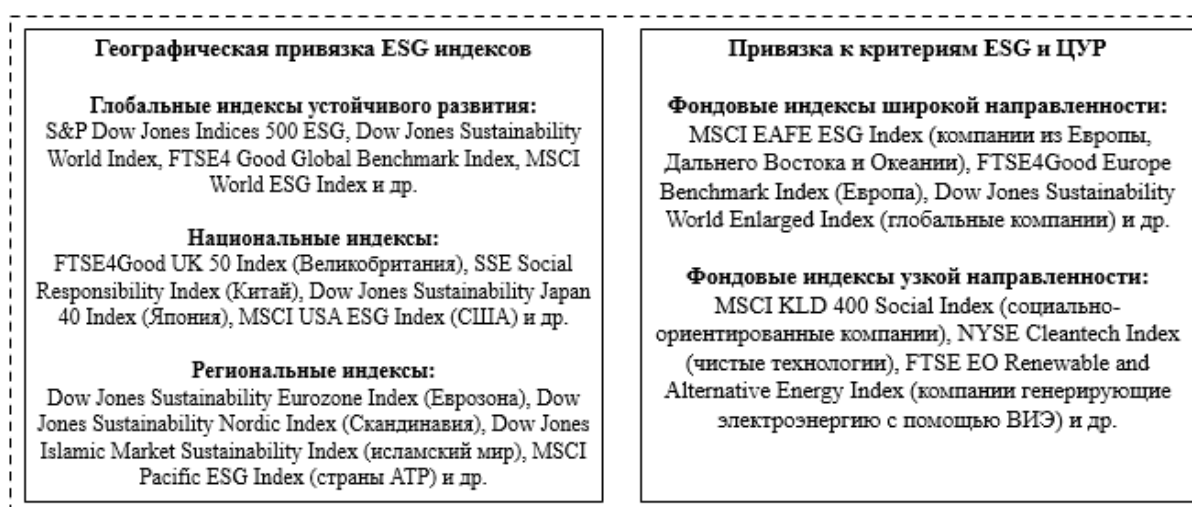 Географическая привязка ESG индексов
Глобальные индексы устойчивого развития:
S&P Dow Jones Indices 500 ESG, Dow Jones Sustainability
World Index, FTSE4 Good Global Benchmark Index, MSCI
World ESG Index и др.
Национальные индексы:
FTSE4Good UK 50 Index (Великобритания), SSE Social
Responsibility Index (Китай), Dow Jones Sustainability Japan
40 Index (Япония), MSCI USA ESG Index (США) и др.
Региональные индексы:
Dow Jones Sustainability Eurozone Index (Еврозона), Dow
Jones Sustainability Nordic Index (Скандинавия), Dow Jones
Islamic Market Sustainability Index (исламский мир), MSCI
Pacific ESG Index (страны АТР) и др.
Привязка к критериям ESG и ЦУР
Фондовые индексы широкой направленности:
MSCI EAFE ESG Index (компании из Европы,
Дальнего Востока и Океании), FTSE4Good Europe
Benchmark Index (Европа), Dow Jones Sustainability
World Enlarged Index (глобальные компании) и др.
Фондовые индексы узкой направленности:
MSCI KLD 400 Social Index (социально-
ориентированные компании), NYSE Cleantech Index
(чистые технологии), FTSE EO Renewable and
Alternative Energy Index (компании генерирующие
электроэнергию с помощью ВИЭ) и др.